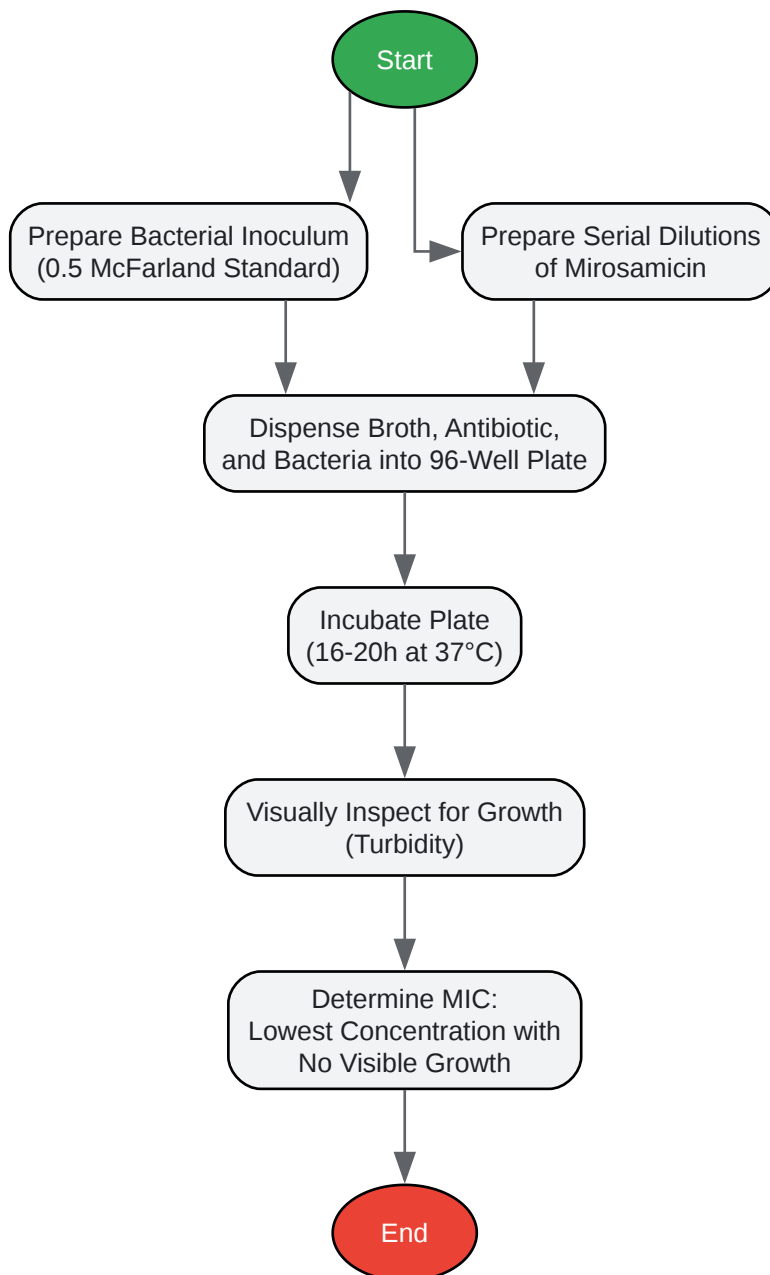 Start
Prepare Bacterial Inoculum
(0.5 McFarland Standard)
Prepare Serial Dilutions
of Mirosamicin
Dispense Broth, Antibiotic,
and Bacteria into 96-Well Plate
Incubate Plate
(16-20h at 37°C)
Visually Inspect for Growth
(Turbidity)
Determine MIC:
Lowest Concentration with
No Visible Growth
End